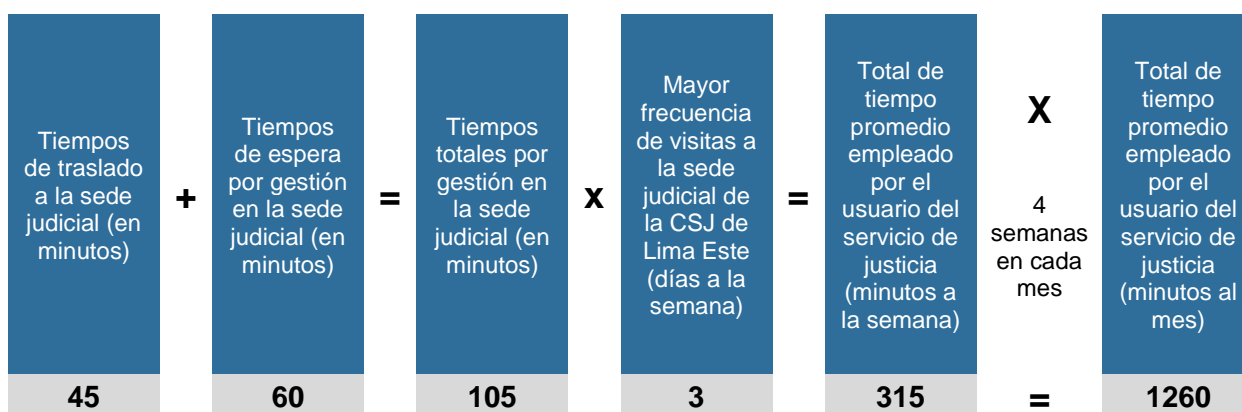 Tiempos
de traslado
a la sede
judicial (en
minutos)
+
Tiempos
de espera
por gestión
en la sede
judicial (en
minutos)
=
Tiempos
totales por
gestión en
la sede
judicial (en
minutos)
x
Mayor
frecuencia
de visitas a
la sede
judicial de
la CSJ de
Lima Este
(días a la
semana)
=
Total de
tiempo
promedio
empleado
por el
usuario del
servicio de
justicia
(minutos a
la semana)
X
4
semanas
en cada
mes
Total de
tiempo
promedio
empleado
por el
usuario del
servicio de
justicia
(minutos al
mes)
45
60
105
3
315
=
1260